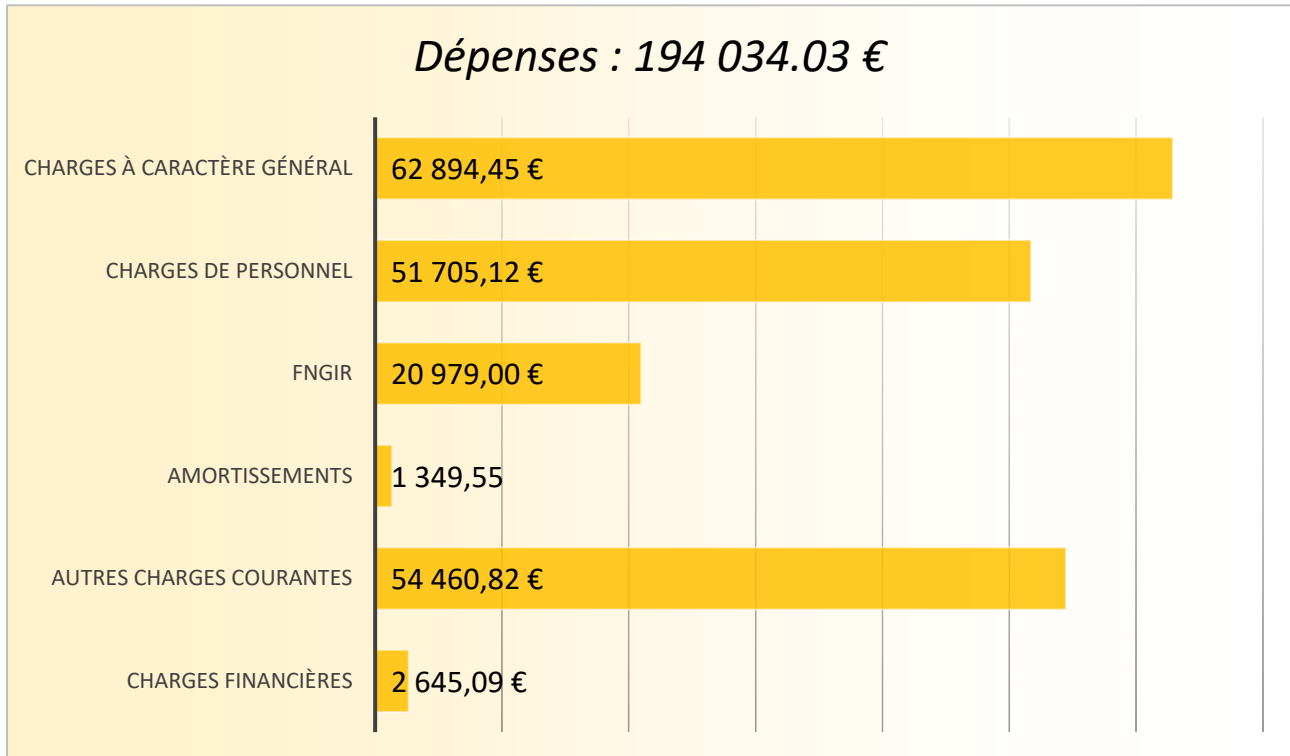 Dépenses : 194 034.03 €
CHARGES À CARACTÈRE GÉNÉRAL 62 894,45 €
CHARGES DE PERSONNEL 51 705,12 €
FNGIR 20 979,00 €
AMORTISSEMENTS 1 349,55
AUTRES CHARGES COURANTES 54 460,82 €
CHARGES FINANCIÈRES 2 645,09 €